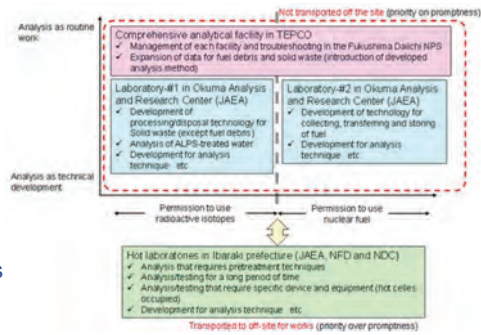 Not transported off the site (priority on promptness)
Analysis as routine
work
Comprehensive analytical facility in TEPCO
✓ Management of each facility and troubleshooting in the Fukushima Daiichi NPS
✓ Expansion of data for fuel debris and solid waste (introduction of developed
analysis method)
Laboratory-#1 in Okuma Analysis
and Research Center (JAEA)
✓ Development of
processing/disposal technology for
Solid waste (except fuel debris)
✓ Analysis of ALPS-treated water
✓ Development for analysis
technique etc
Laboratory-#2 in Okuma Analysis
and Research Center (JAEA)
✓ Development of technology for
collecting, transferring and storing
of fuel
✓ Development for analysis
technique etc
Analysis as technical
development
Permission to use
radioactive isotopes
Permission to use
nuclear fuel
s
Hot laboratories in Ibaraki prefecture (JAEA, NFD and NDC)
✓ Analysis that requires pretreatment techniques
✓ Analysis/testing for a long period of time
✓ Analysis/testing that require specific device and equipment (hot celles
occupied)
✓ Development for analysis technique etc
Transported to off-site for works (priority over promptness)